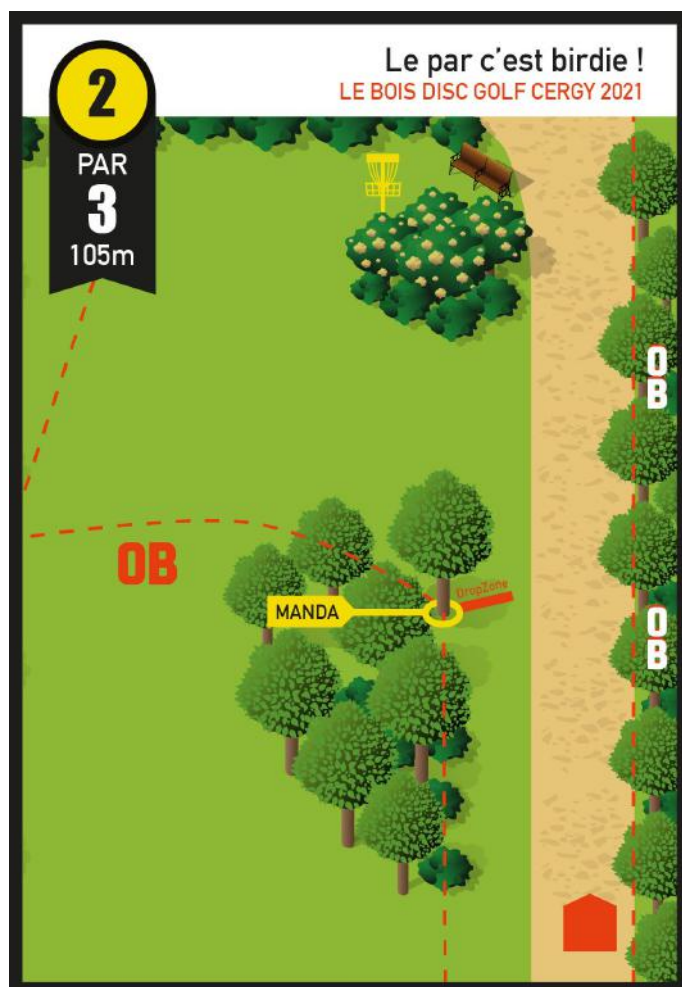 Le par c'est birdie !
LE BOIS DISC GOLF CERGY 2021
2
PAR
3
105m
OB
OB
MANDA
DropZone
OB